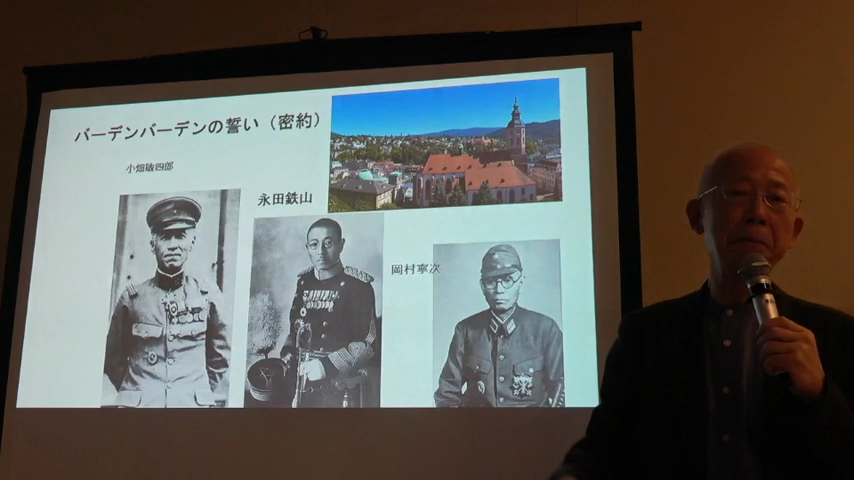 バーデンバーデンの誓い（密約）
小畑敏四郎
永田鉄山
岡村寧次